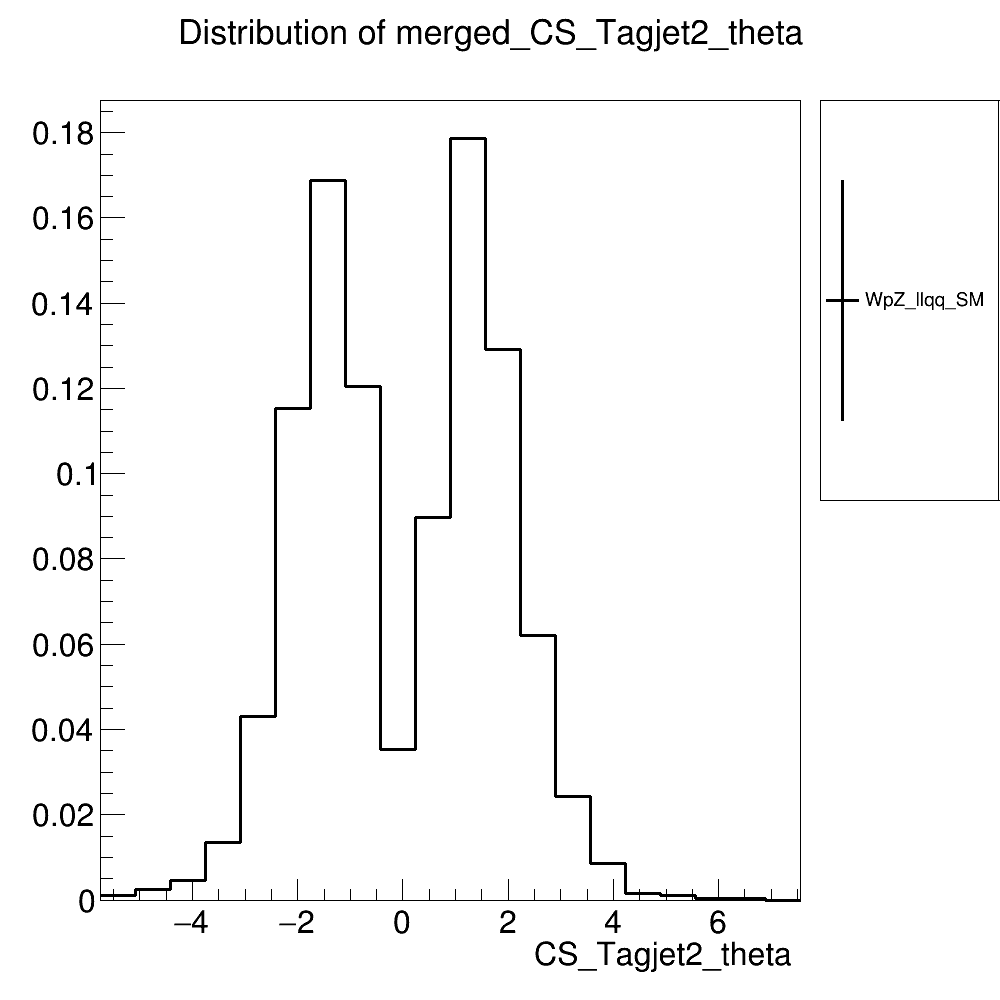 Distribution of merged_CS_Tagjet2_theta
0.18
0.16
0.14
0.12
0.1
0.08
0.06
0.04
0.02
0
−4 −2 0 2 4 6
CS_Tagjet2_theta
WpZ_llqq_SM